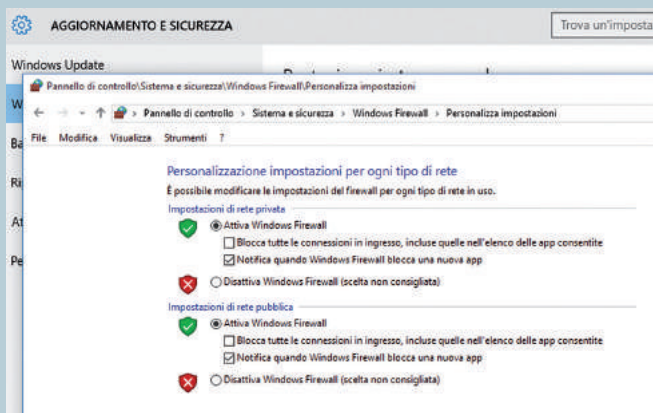 AGGIORNAMENTO E SICUREZZA
Trova un'imposta
Windows Update
Pannello di controllo\Sistema e sicurezza\Windows Firewall\Personalizza impostazioni
Pannello di controllo > Sistema e sicurezza > Windows Firewall > Personalizza impostazioni
File Modifica Visualizza Strumenti ?
Personalizzazione impostazioni per ogni tipo di rete
È possibile modificare le impostazioni del firewall per ogni tipo di rete in uso.
Impostazioni di rete privata
Attiva Windows Firewall
Blocca tutte le connessioni in ingresso, incluse quelle nell'elenco delle app consentite
Notifica quando Windows Firewall blocca una nuova app
Disattiva Windows Firewall (scelta non consigliata)
Impostazioni di rete pubblica
Attiva Windows Firewall
Blocca tutte le connessioni in ingresso, incluse quelle nell'elenco delle app consentite
Notifica quando Windows Firewall blocca una nuova app
Disattiva Windows Firewall (scelta non consigliata)